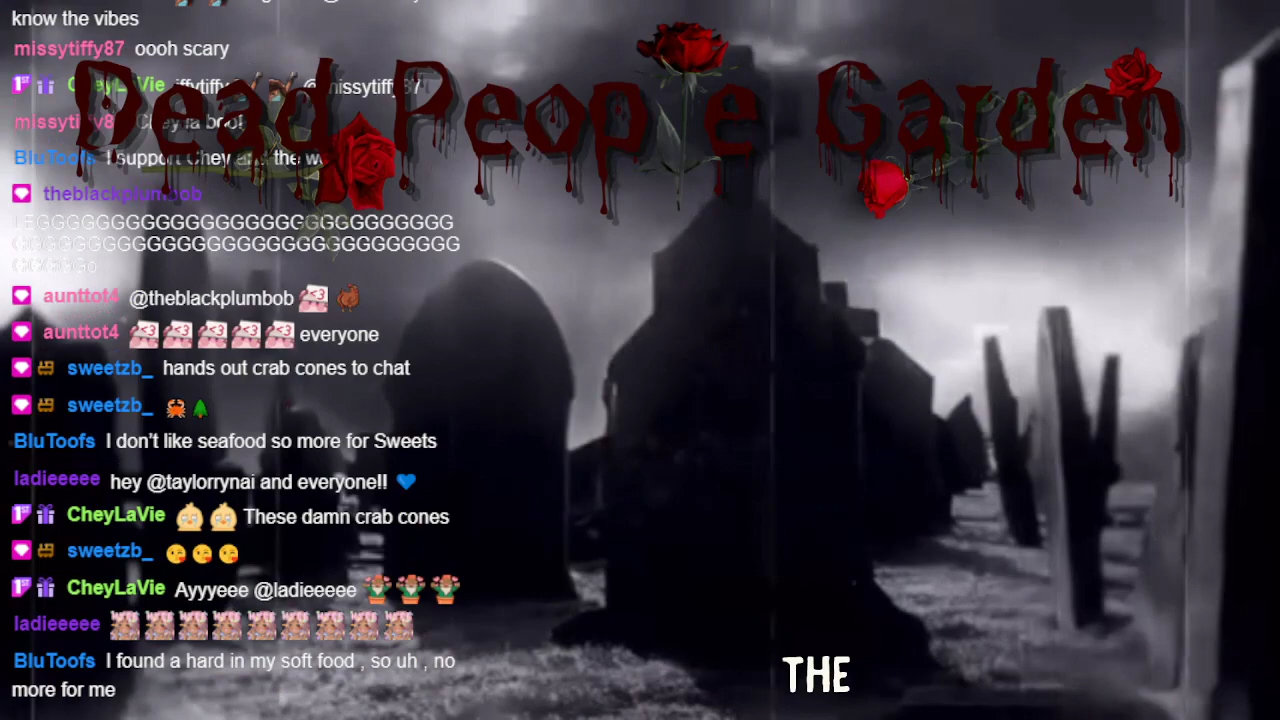 know the vibes
missytiffy87 oooh scary
Dead People Garden
CheyLaVie
BluToofs I support Chey
theblackplumbob
aunttot4 @theblackplumbob
aunttot4 everyone
sweetzb_ hands out crab cones to chat
sweetzb_
BluToofs I don't like seafood so more for Sweets
ladieeeee hey @taylorrynai and everyone!!
CheyLaVie These damn crab cones
sweetzb_
CheyLaVie Ayyyeee @ladieeeee
ladieeeee
BluToofs I found a hard in my soft food , so uh , no
more for me
THE